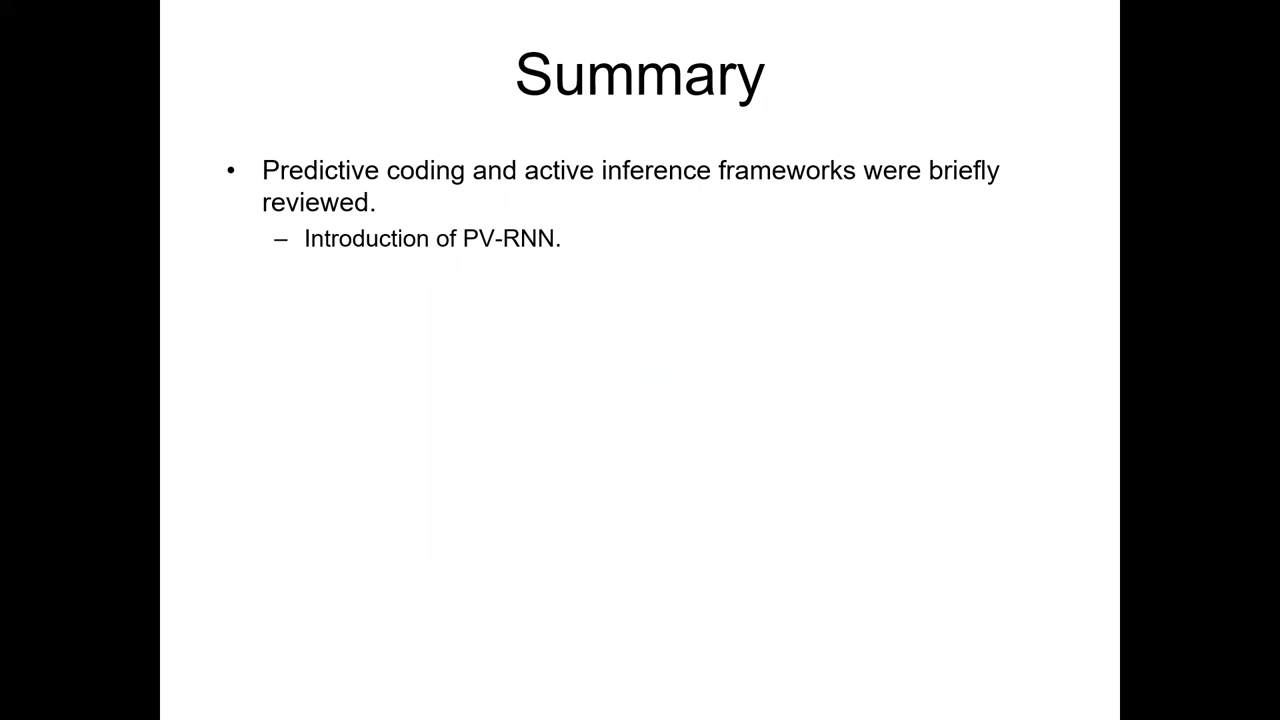 Summary
• Predictive coding and active inference frameworks were briefly
reviewed.
– Introduction of PV-RNN.